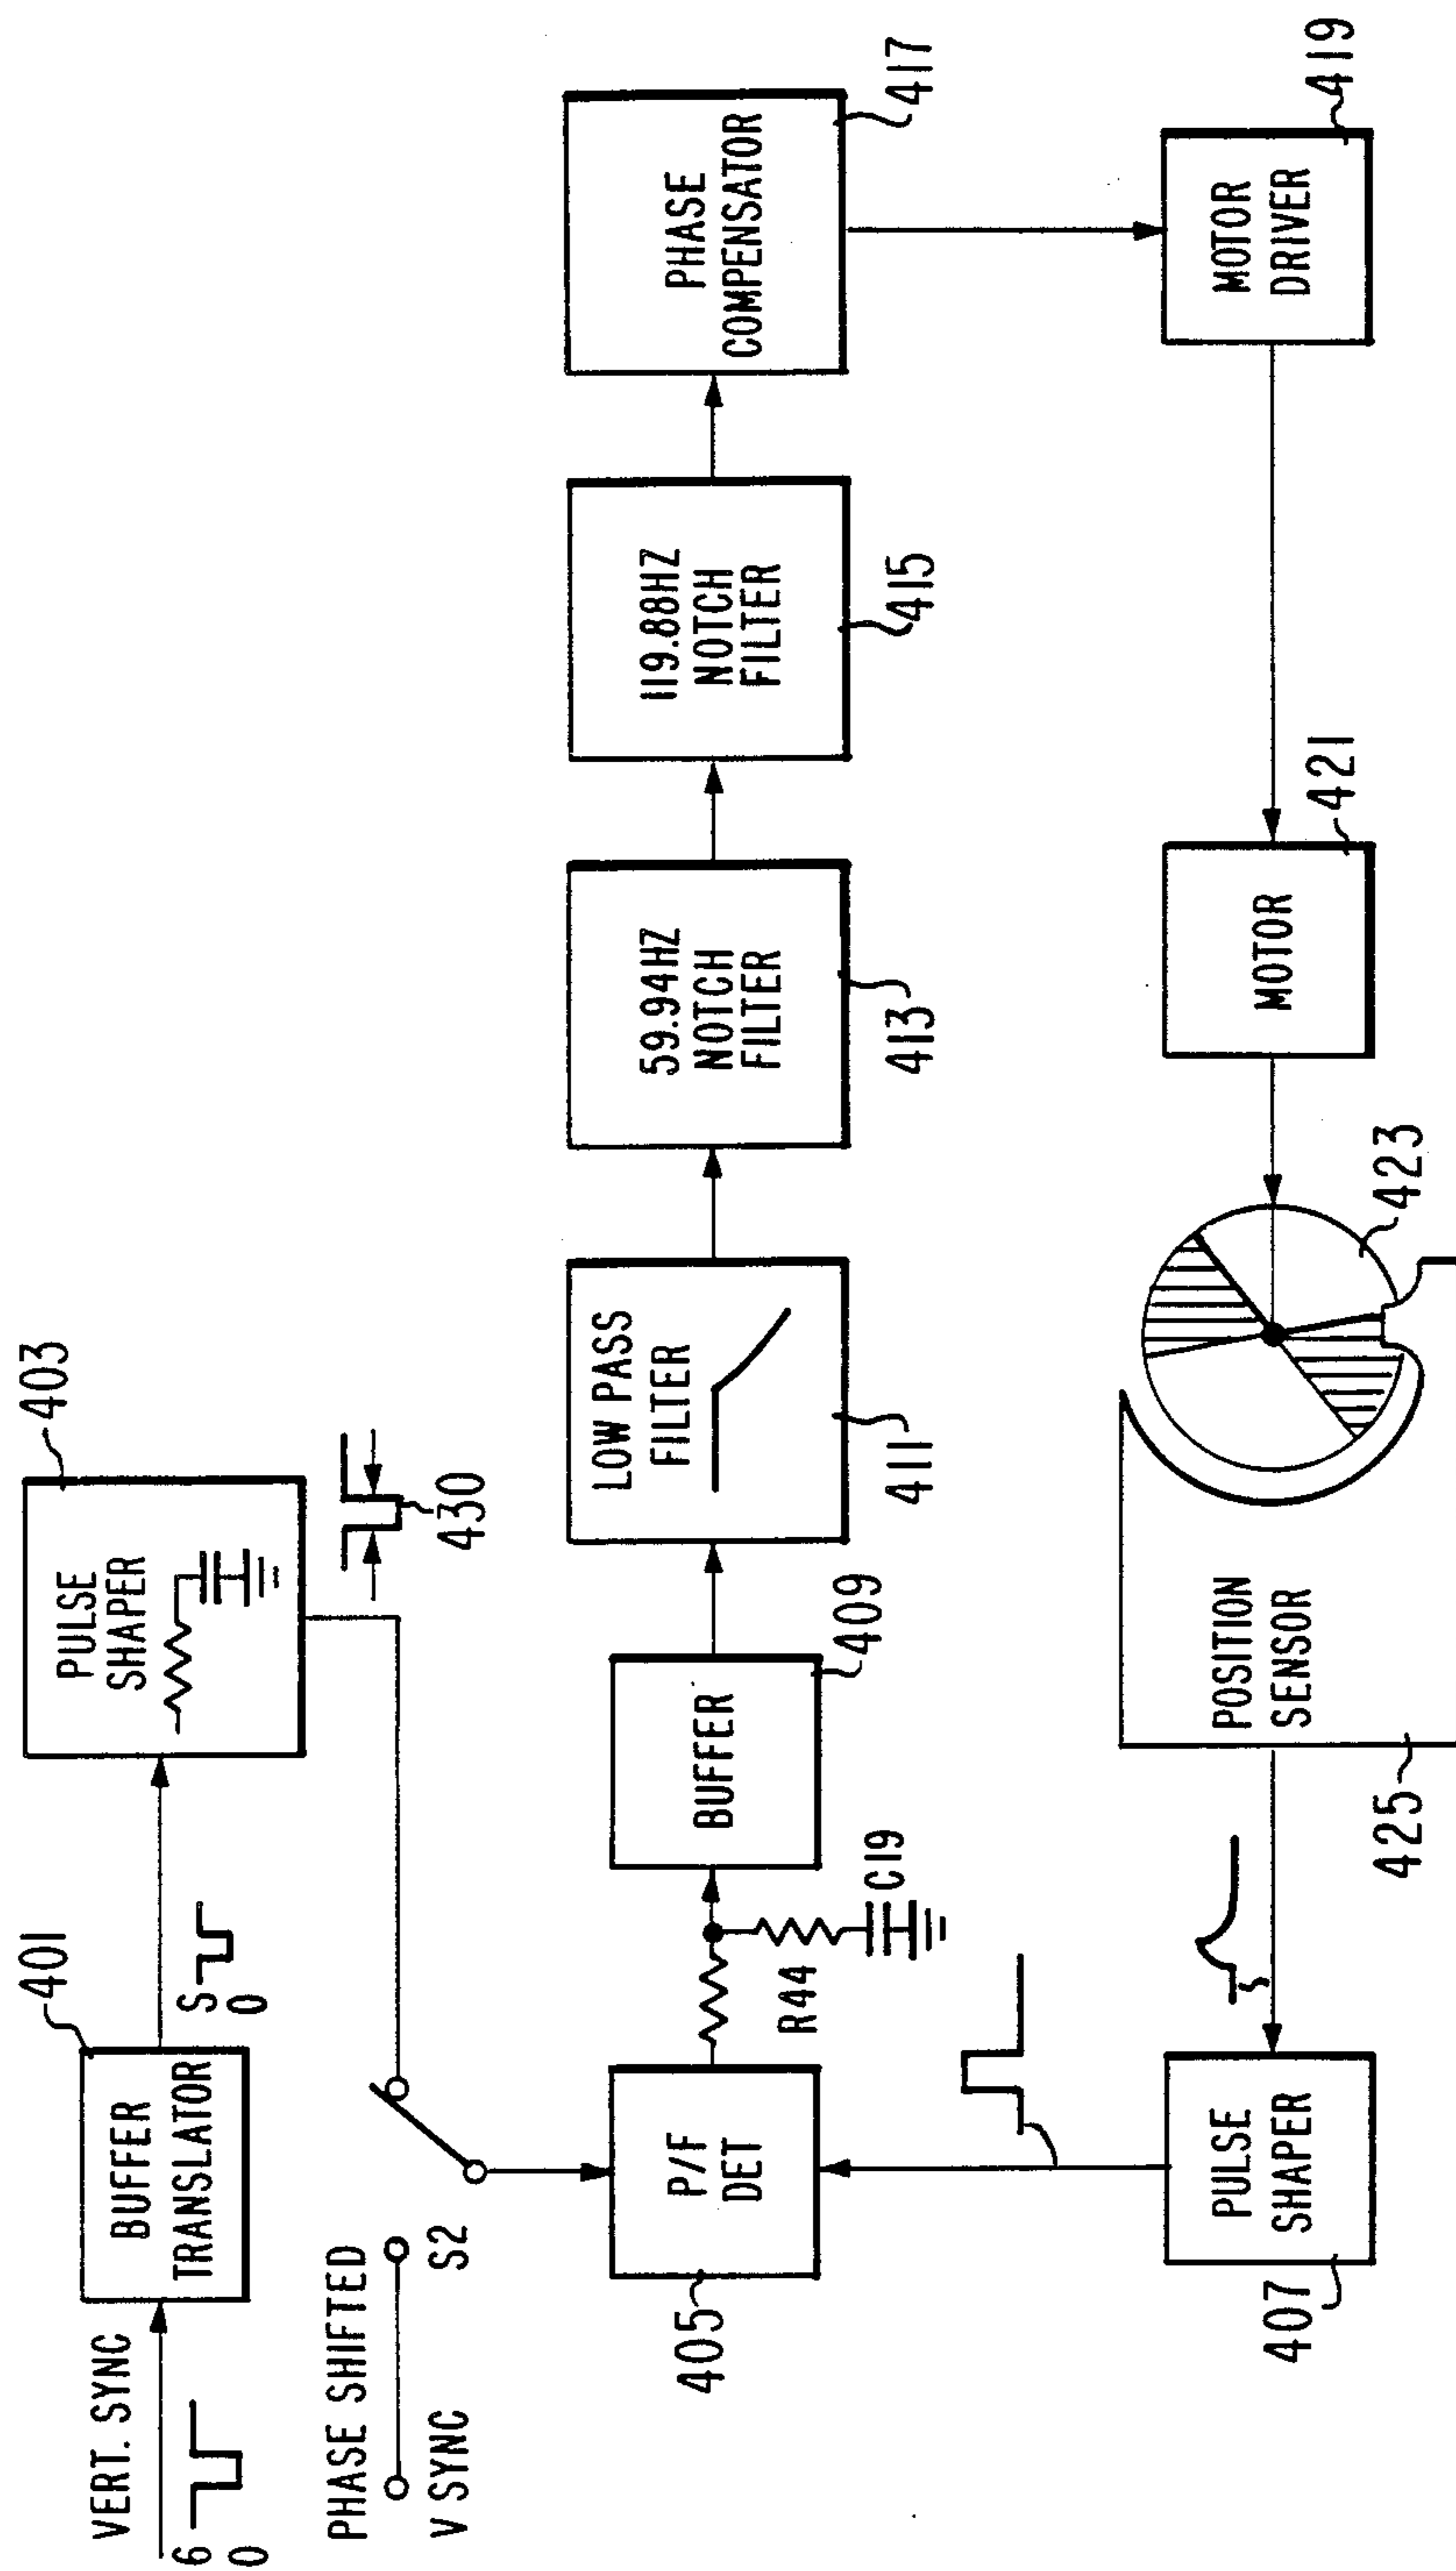 VERT. SYNC
6
0
BUFFER
TRANSLATOR
401
S
0
PULSE
SHAPER
403
430
PHASE SHIFTED
V SYNC
S2
P/F
DET
405
R44
C19
BUFFER
409
LOW PASS
FILTER
411
59.94HZ
NOTCH
FILTER
413
119.88HZ
NOTCH
FILTER
415
PHASE
COMPENSATOR
417
PULSE
SHAPER
407
POSITION
SENSOR
425
423
MOTOR
421
MOTOR
DRIVER
419